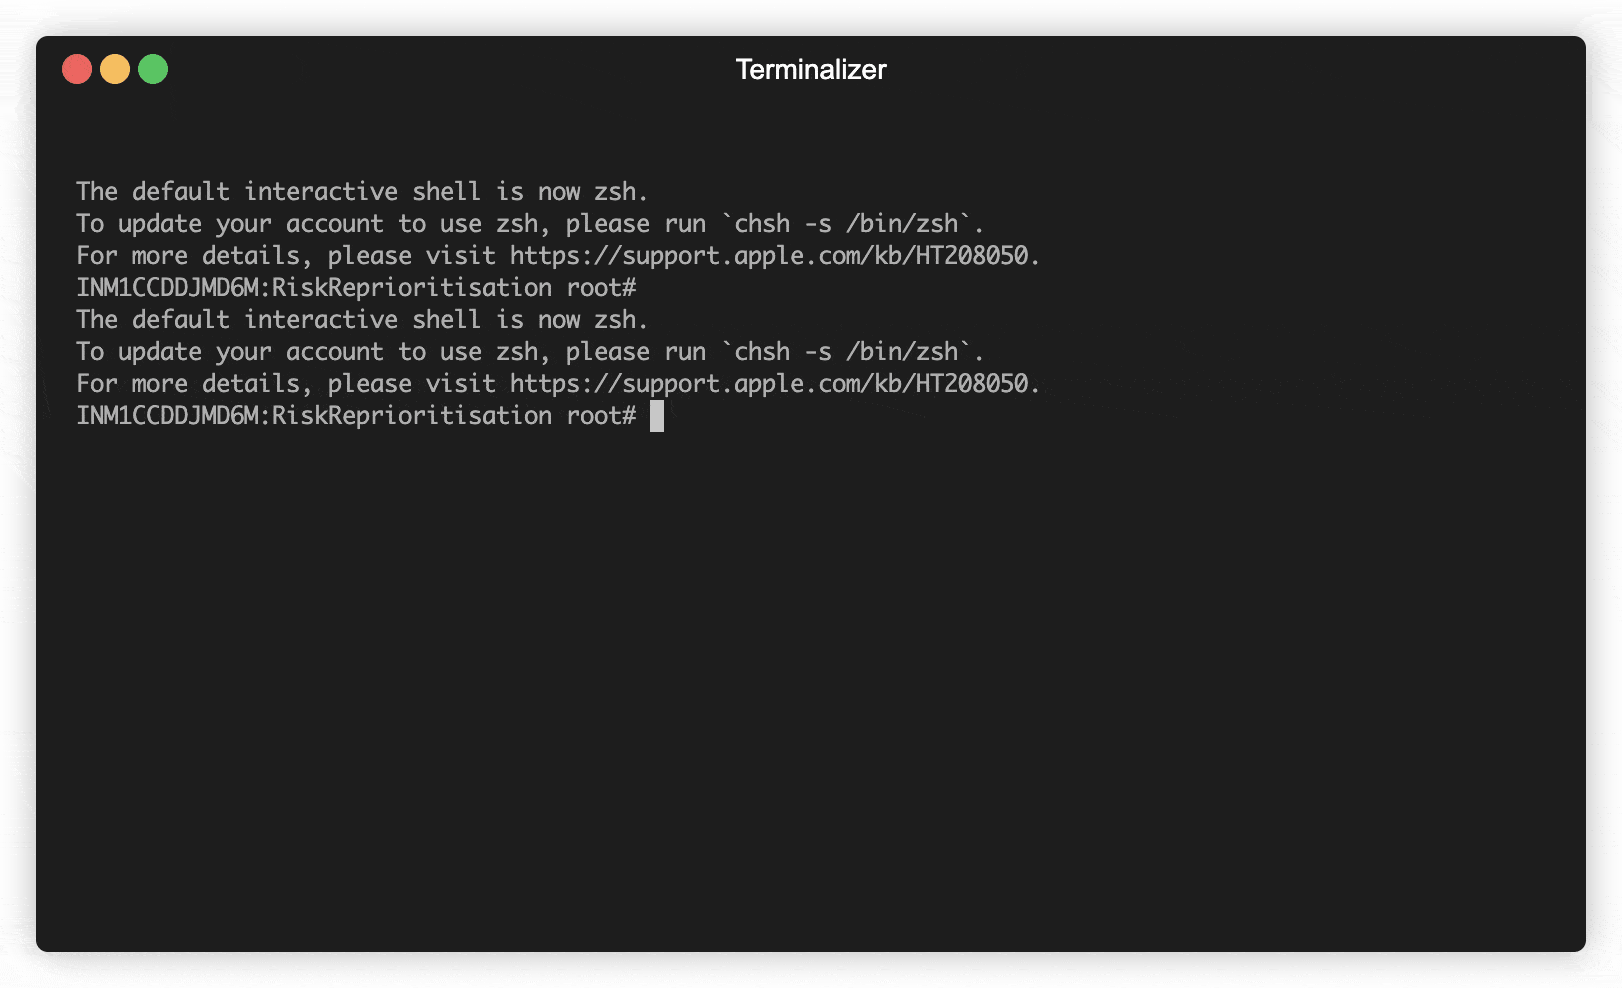 Terminalizer
The default interactive shell is now zsh.
To update your account to use zsh, please run `chsh -s /bin/zsh`.
For more details, please visit https://support.apple.com/kb/HT208050.
INM1CCDDJMD6M:RiskReprioritisation root#
The default interactive shell is now zsh.
To update your account to use zsh, please run `chsh -s /bin/zsh`.
For more details, please visit https://support.apple.com/kb/HT208050.
INM1CCDDJMD6M:RiskReprioritisation root#